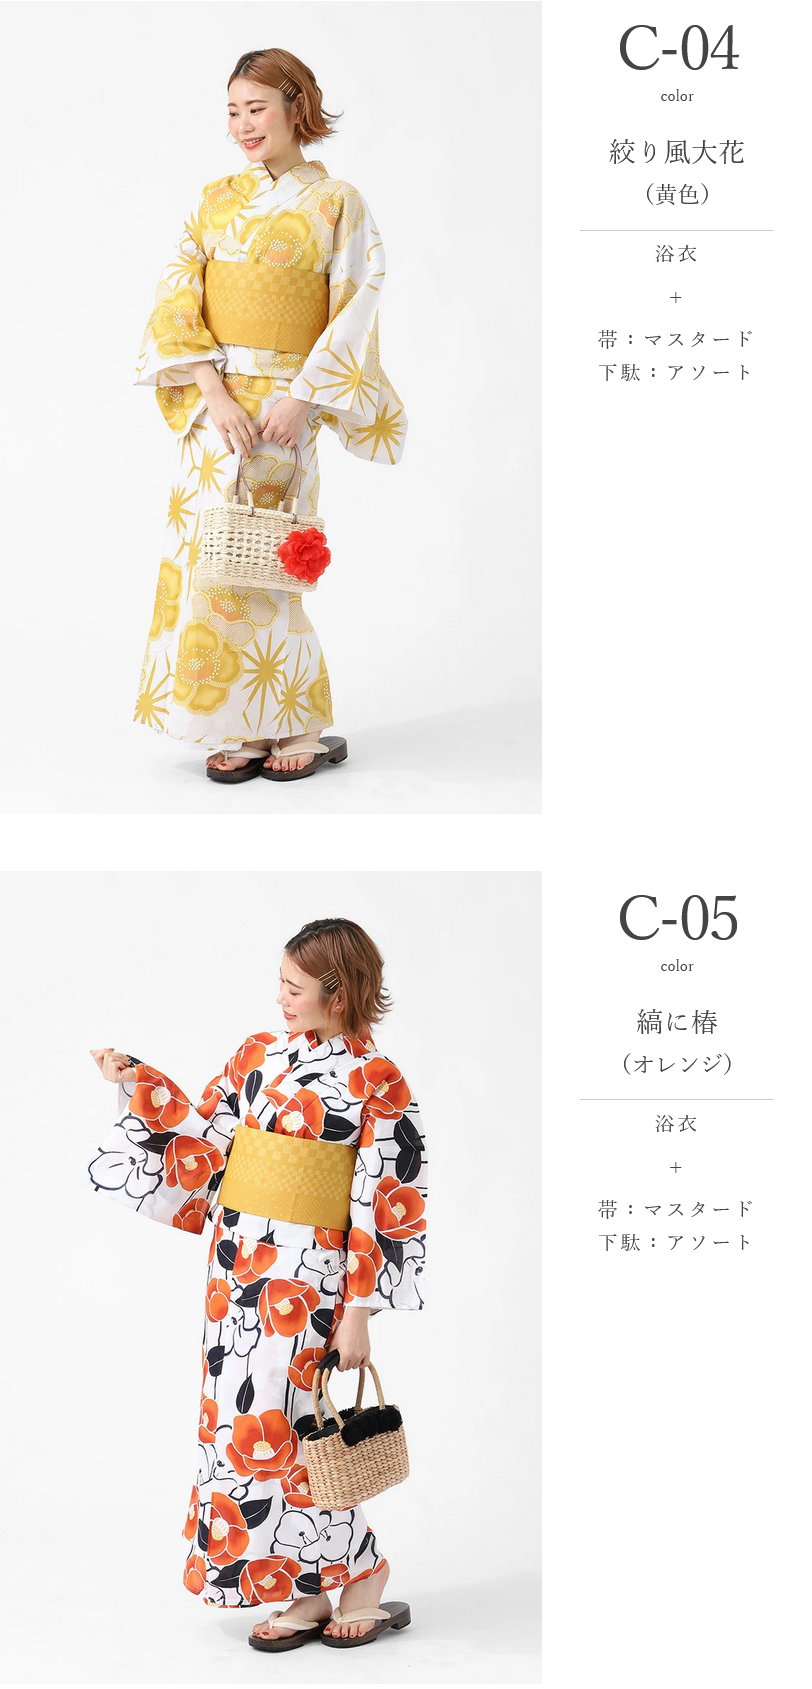 C-04
color
絞り風大花
（黄色）
浴衣
+
帯：マスタード
下駄：アソート
C-05
color
縞に椿
（オレンジ）
浴衣
+
帯：マスタード
下駄：アソート